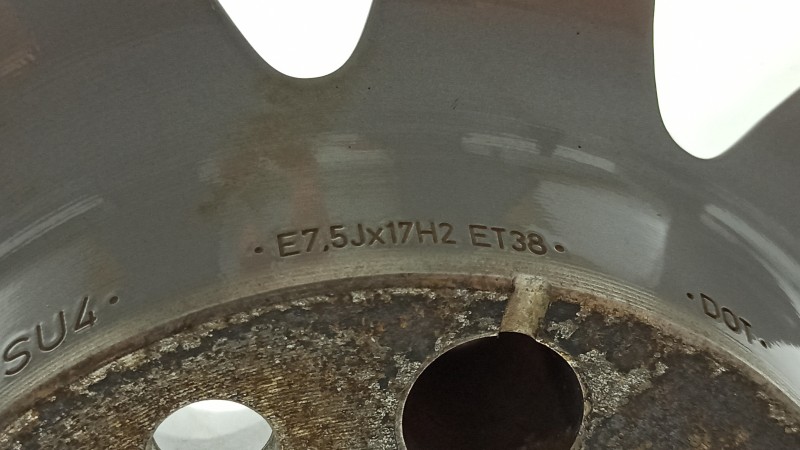 SU4 •
• E7,5Jx17H2 ET38 •
• DOT •